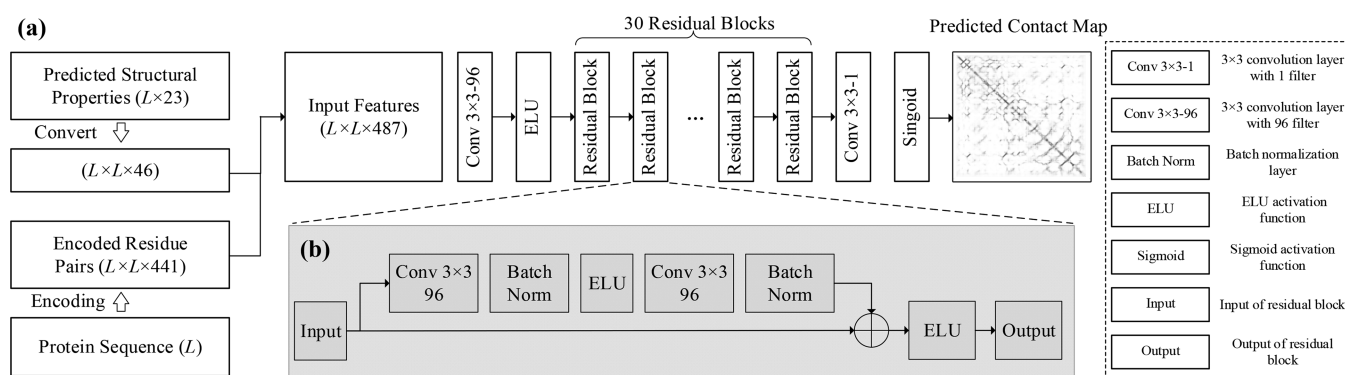 (a)
30 Residual Blocks
Predicted Contact Map
Predicted Structural
Properties (L×23)
Convert
(L×L×46)
Encoded Residue
Pairs (L×L×441)
Encoding
Protein Sequence (L)
Input Features
(L×L×487)
Conv 3×3-96
ELU
Residual Block
Residual Block
...
Residual Block
Residual Block
Conv 3×3-1
Singoid
(b)
Input
Conv 3×3
96
Batch
Norm
ELU
Conv 3×3
96
Batch
Norm
ELU
Output
Conv 3×3-1
3×3 convolution layer
with 1 filter
Conv 3×3-96
3×3 convolution layer
with 96 filter
Batch Norm
Batch normalization
layer
ELU
ELU activation
function
Sigmoid
Sigmoid activation
function
Input
Input of residual block
Output
Output of residual
block